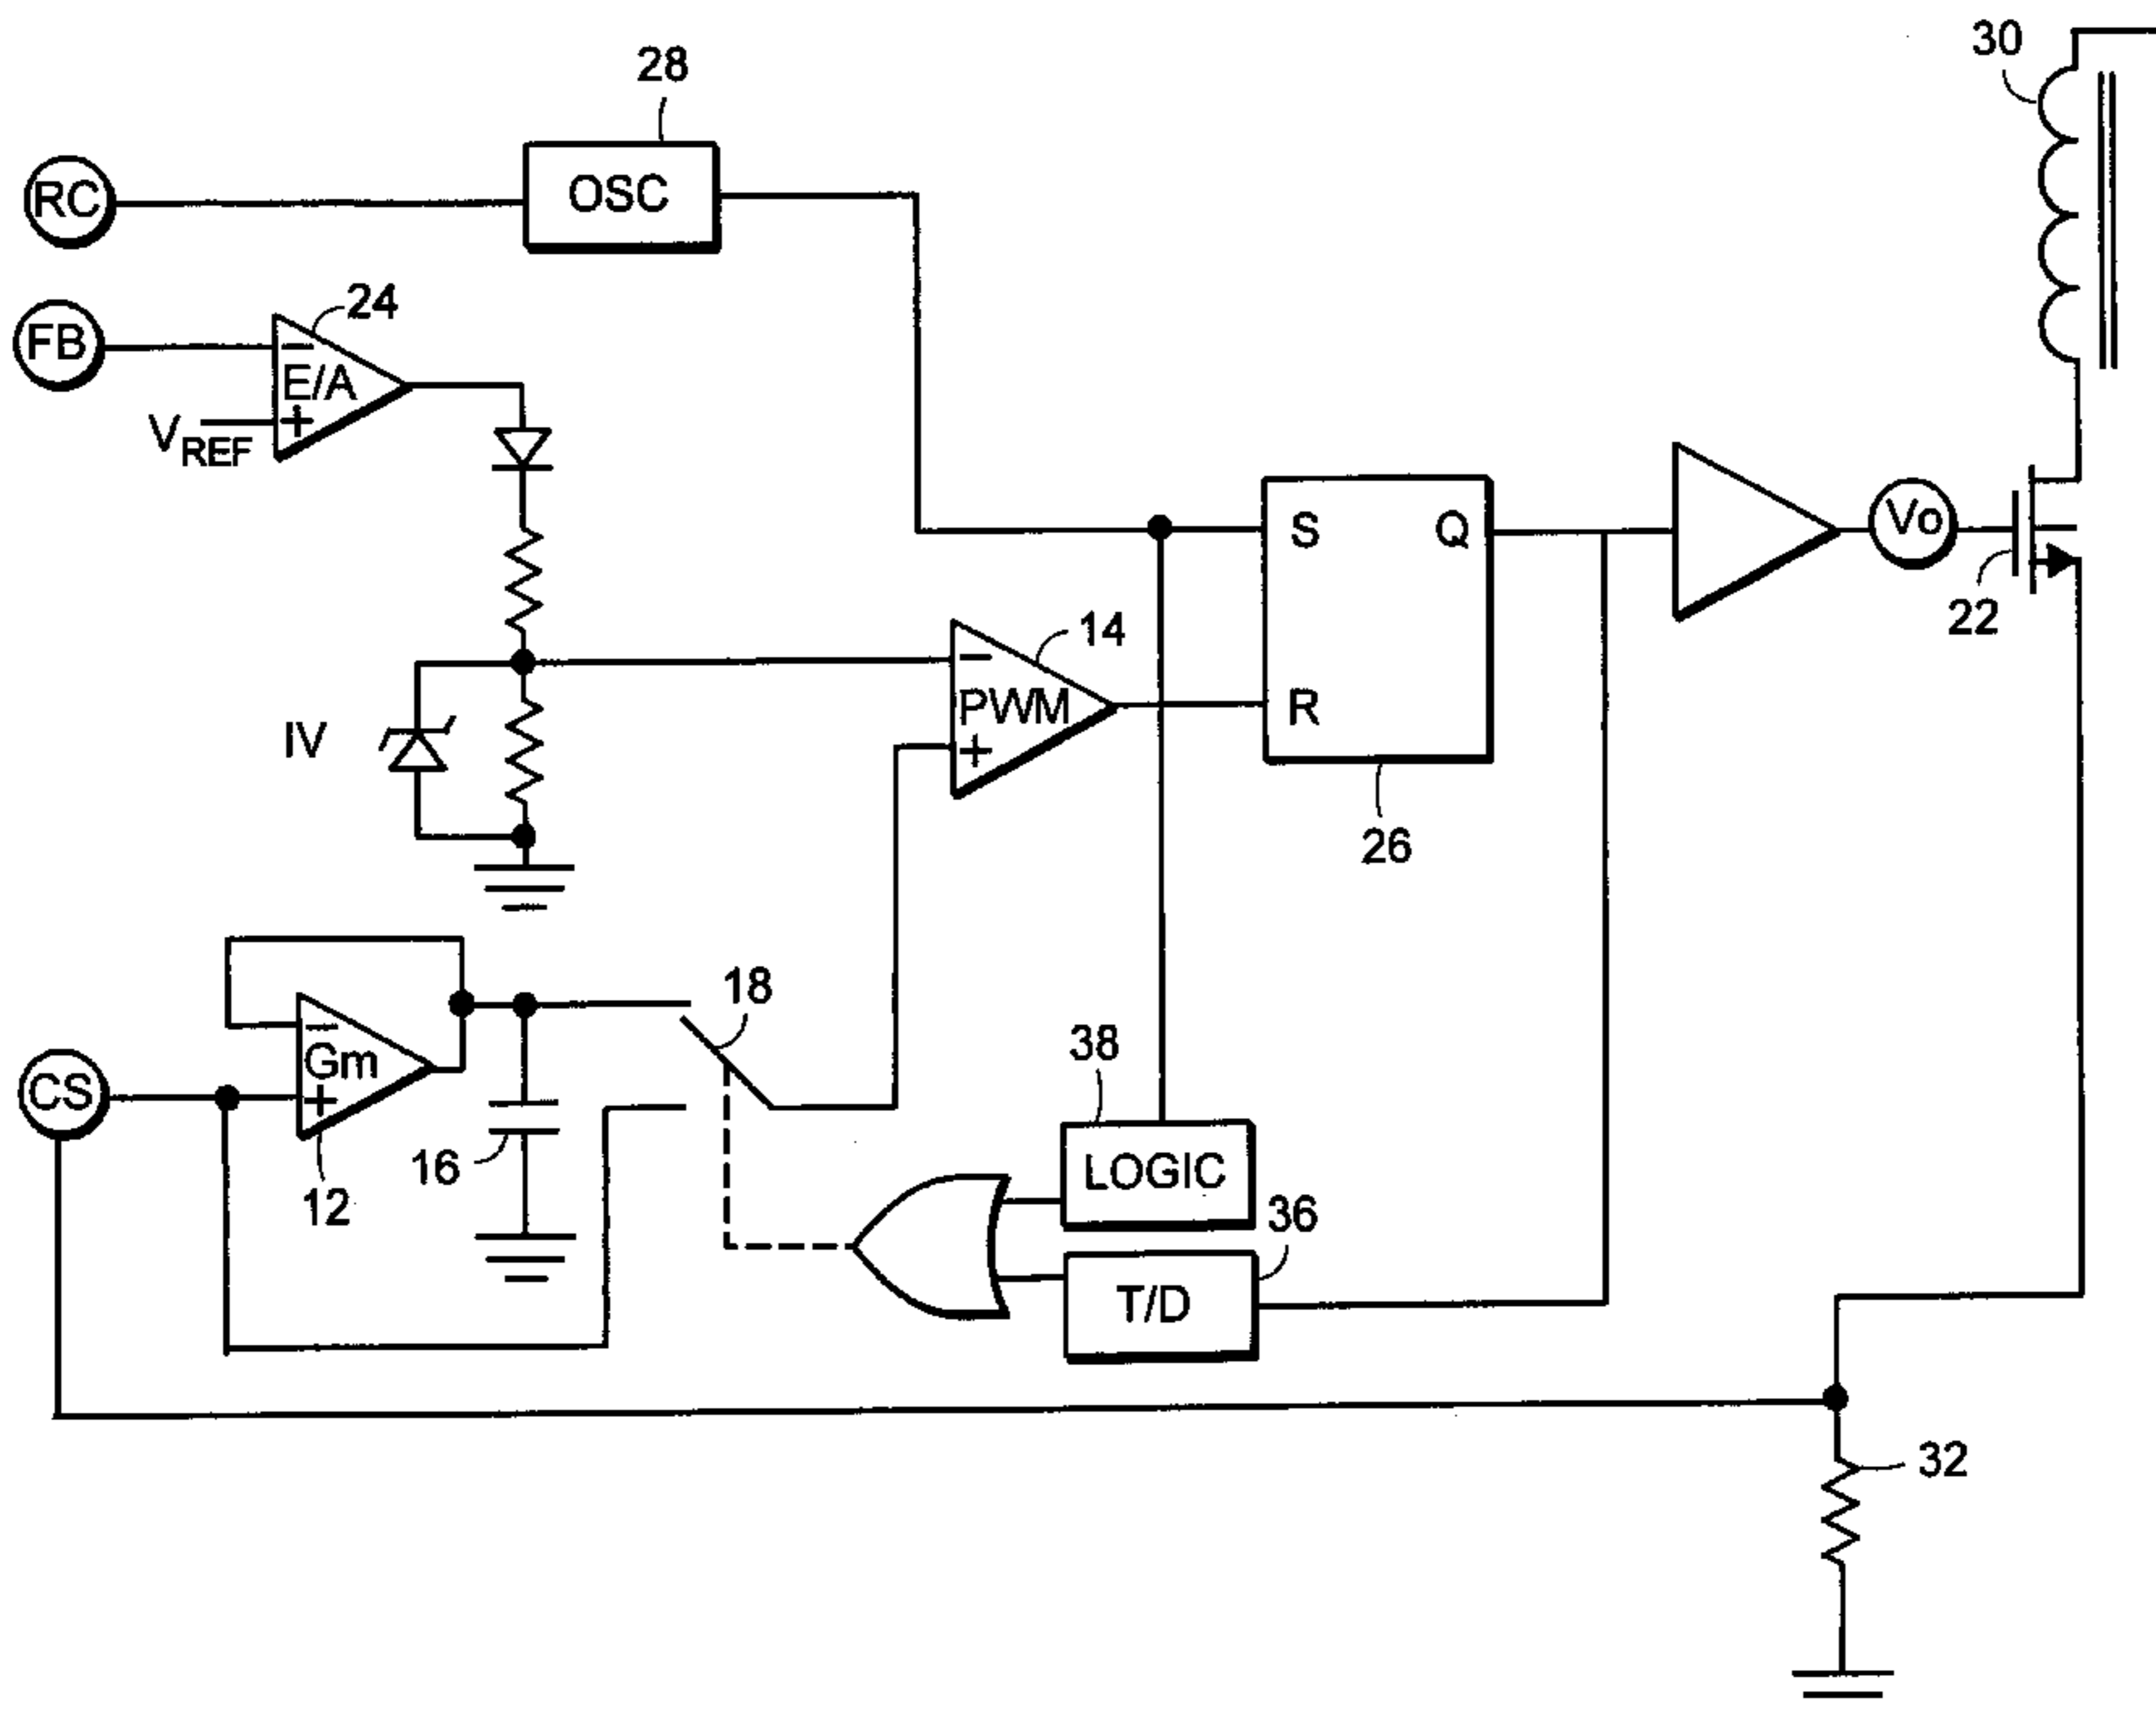 30
28
RC
OSC
24
FB
−
E/A
VREF
+
S
Q
Vo
22
14
−
PWM
+
R
IV
26
18
−
Gm
+
CS
38
LOGIC
16
12
36
T/D
32